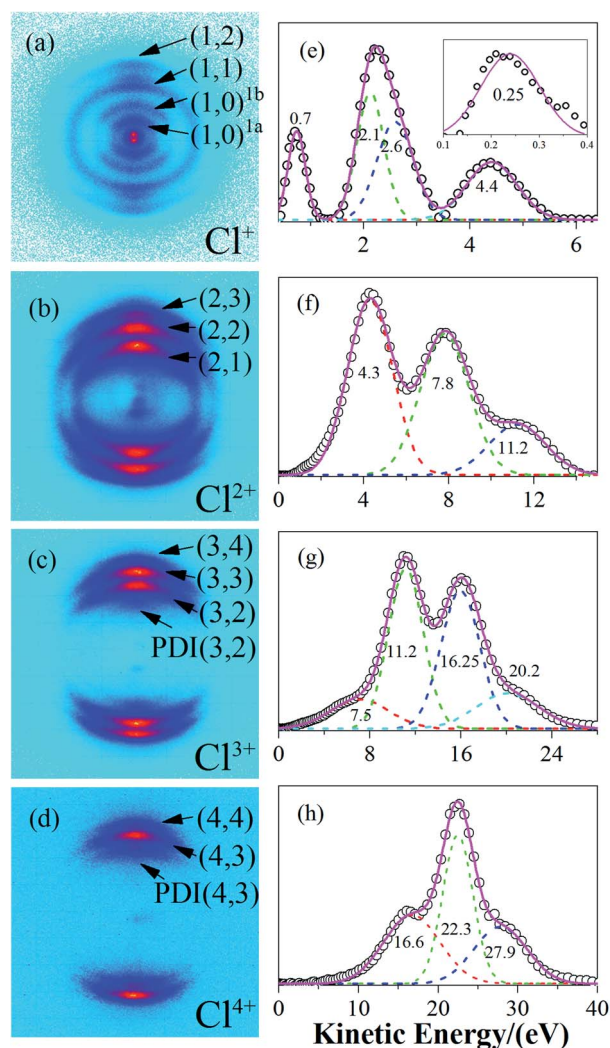 (a)
(1,2)
(1,1)
(1,0)1b
(1,0)1a
Cl+
(e)
0.7
2.1
2.6
4.4
0.25
0.1 0.2 0.3 0.4
2 4 6
(b)
(2,3)
(2,2)
(2,1)
Cl2+
(f)
4.3
7.8
11.2
0 4 8 12
(c)
(3,4)
(3,3)
(3,2)
PDI(3,2)
Cl3+
(g)
7.5
11.2
16.25
20.2
0 8 16 24
(d)
(4,4)
(4,3)
PDI(4,3)
Cl4+
(h)
16.6
22.3
27.9
0 10 20 30 40
Kinetic Energy/(eV)